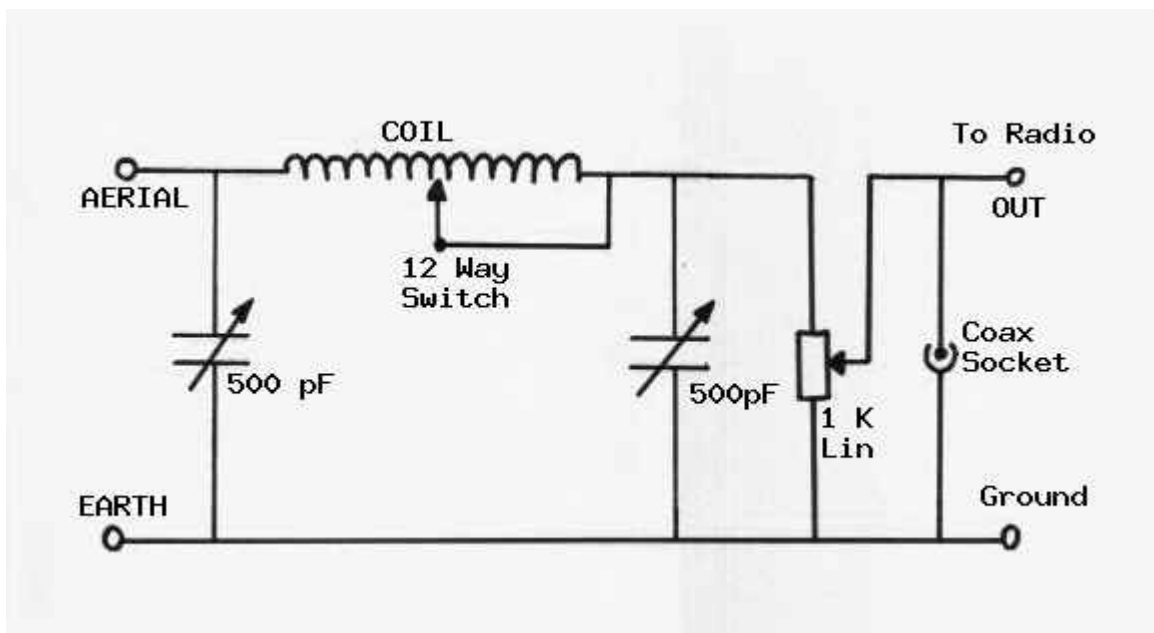 COIL
To Radio
AERIAL
OUT
12 Way
Switch
Coax
Socket
500 pF
500pF
1 K
Lin
EARTH
Ground